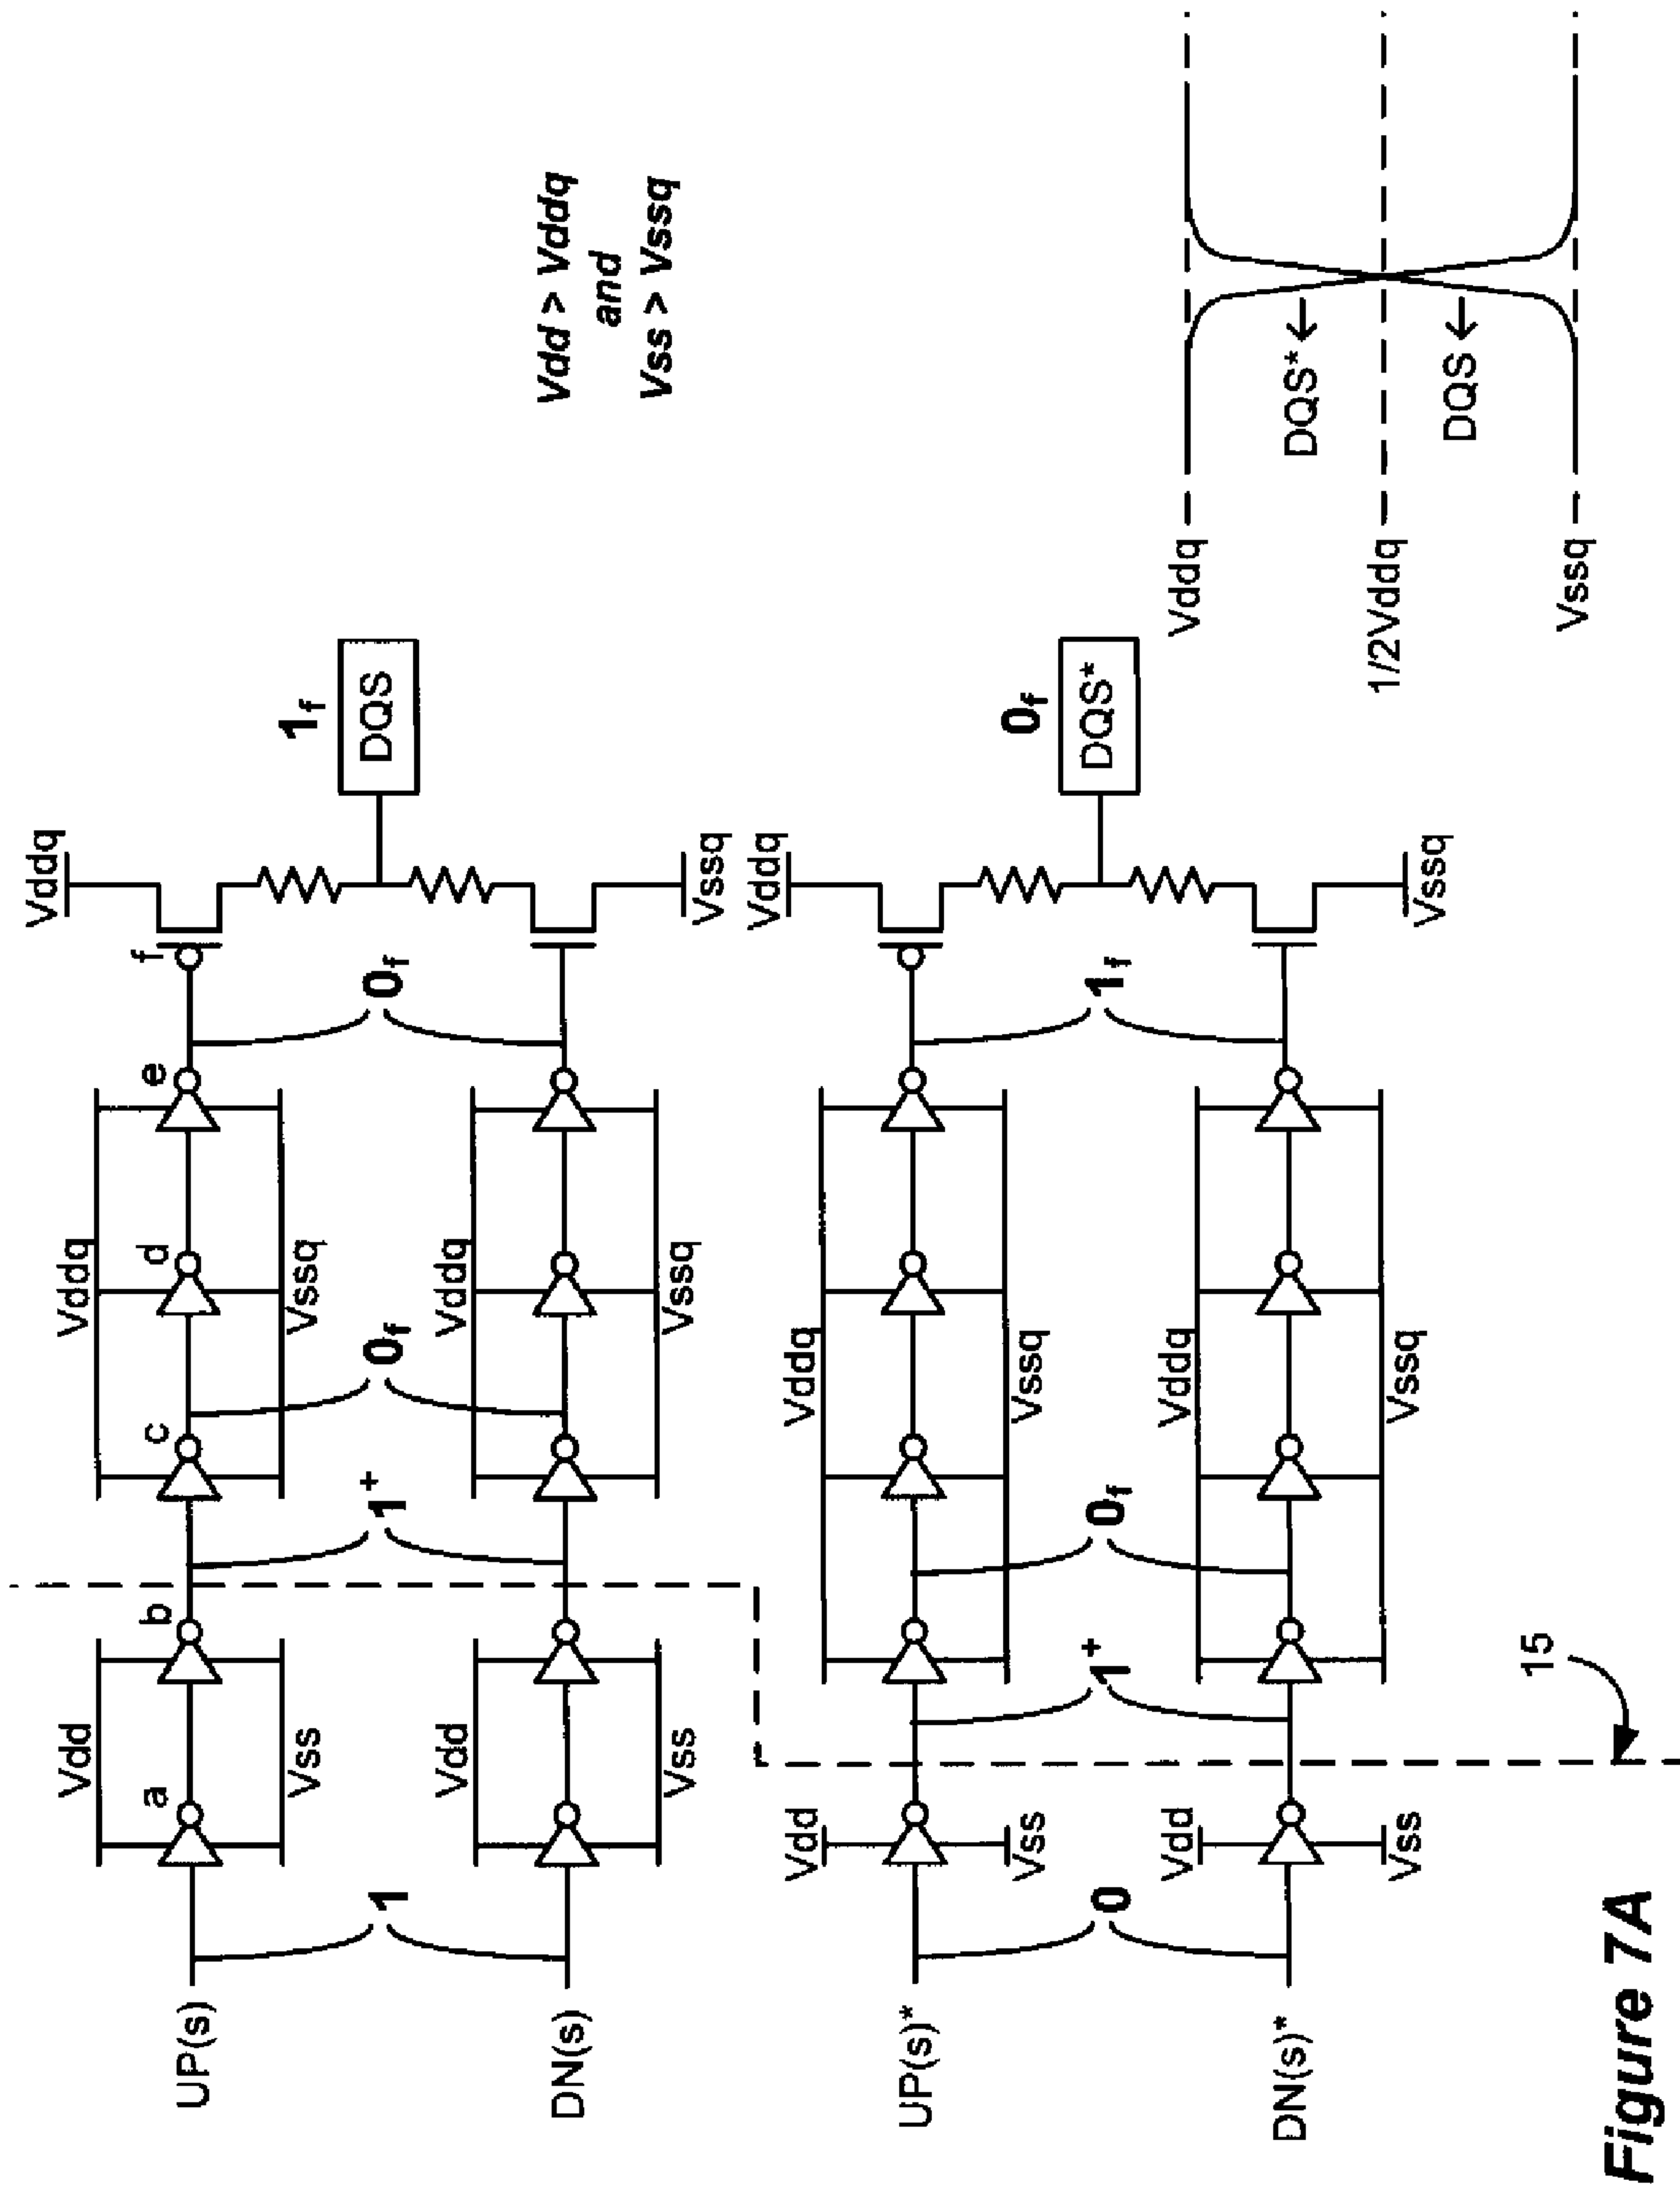 Vddq
Vdd
Vddq
a
b
c
d
e
f
UP(s)
Vss
Vssq
1
1+
0f
0f
1f
DQS
Vdd
Vddq
DN(s)
Vss
Vssq
Vssq
Vdd > Vddq
and
Vss > Vssq
Vdd
Vddq
Vddq
UP(s)*
Vss
Vssq
0
1+
0f
1f
0f
DQS*
Vdd
Vddq
DN(s)*
Vss
Vssq
Vssq
15
Vddq
DQS*
1/2Vddq
DQS
Vssq
Figure 7A